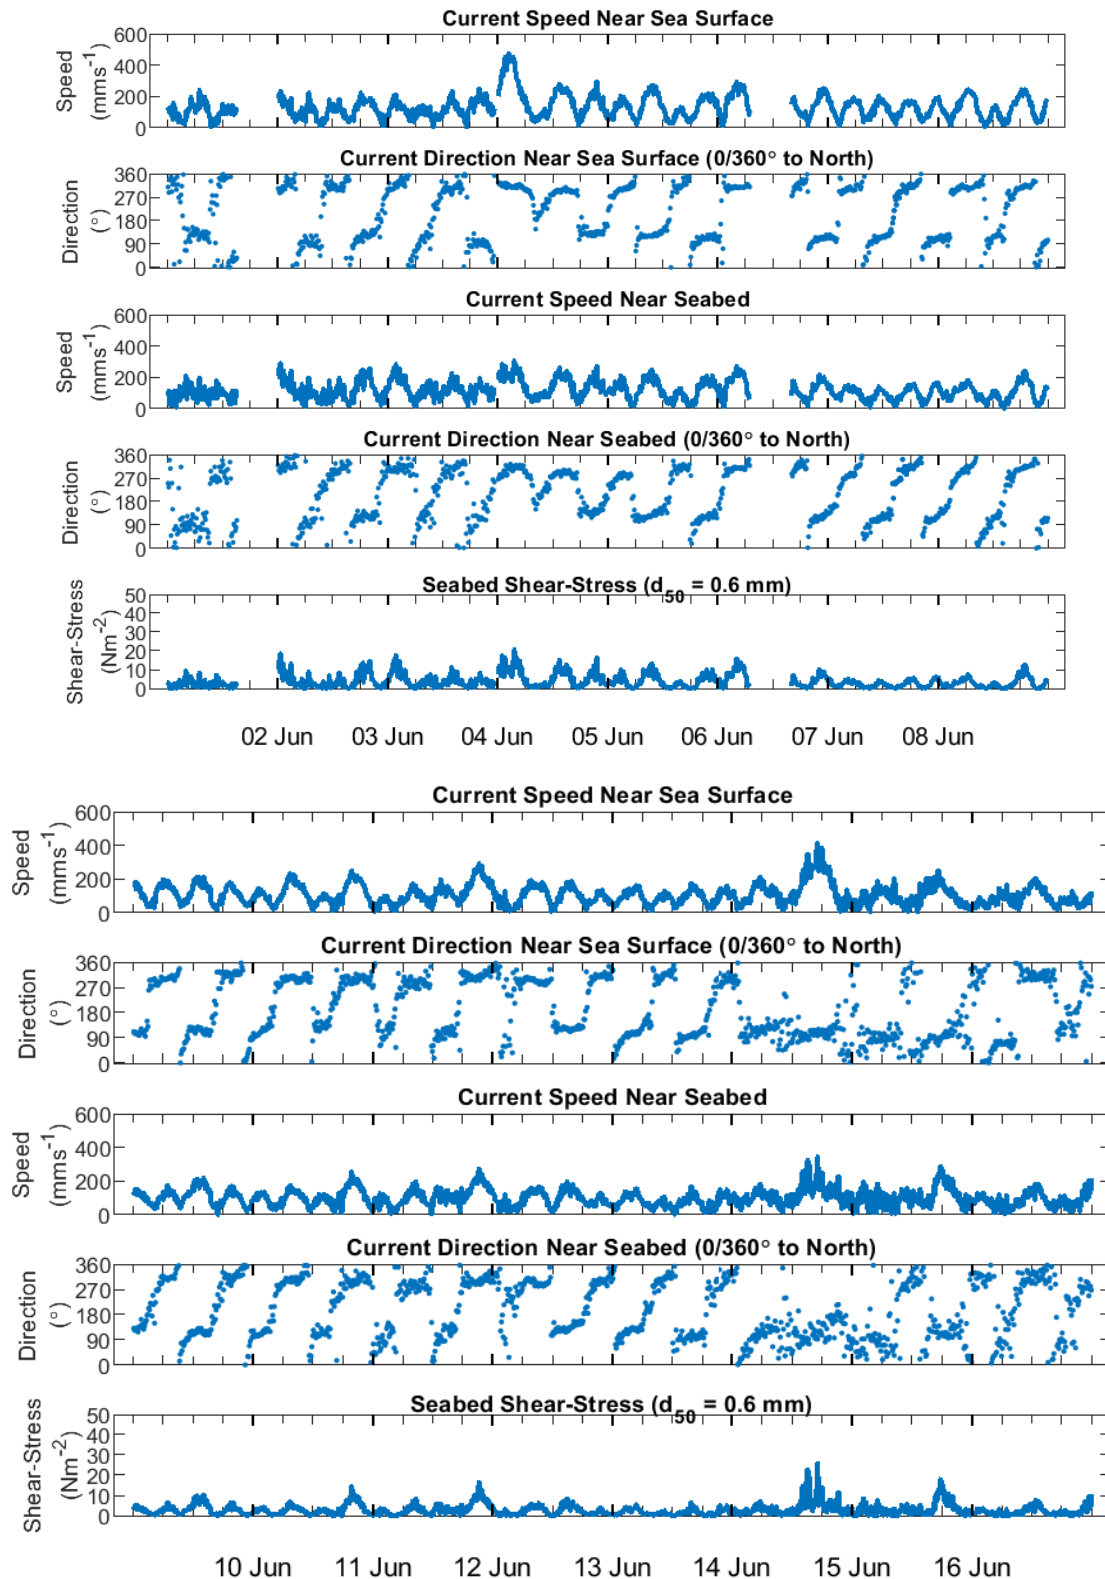 Current Speed Near Sea Surface
Speed
(mms-1)
600
400
200
0
Current Direction Near Sea Surface (0/360° to North)
Direction
(°)
360
270
180
90
0
Current Speed Near Seabed
Speed
(mms-1)
600
400
200
0
Current Direction Near Seabed (0/360° to North)
Direction
(°)
360
270
180
90
0
Seabed Shear-Stress (d50 = 0.6 mm)
Shear-Stress
(Nm-2)
50
40
30
20
10
0
02 Jun 03 Jun 04 Jun 05 Jun 06 Jun 07 Jun 08 Jun
Current Speed Near Sea Surface
Speed
(mms-1)
600
400
200
0
Current Direction Near Sea Surface (0/360° to North)
Direction
(°)
360
270
180
90
0
Current Speed Near Seabed
Speed
(mms-1)
600
400
200
0
Current Direction Near Seabed (0/360° to North)
Direction
(°)
360
270
180
90
0
Seabed Shear-Stress (d50 = 0.6 mm)
Shear-Stress
(Nm-2)
50
40
30
20
10
0
10 Jun 11 Jun 12 Jun 13 Jun 14 Jun 15 Jun 16 Jun